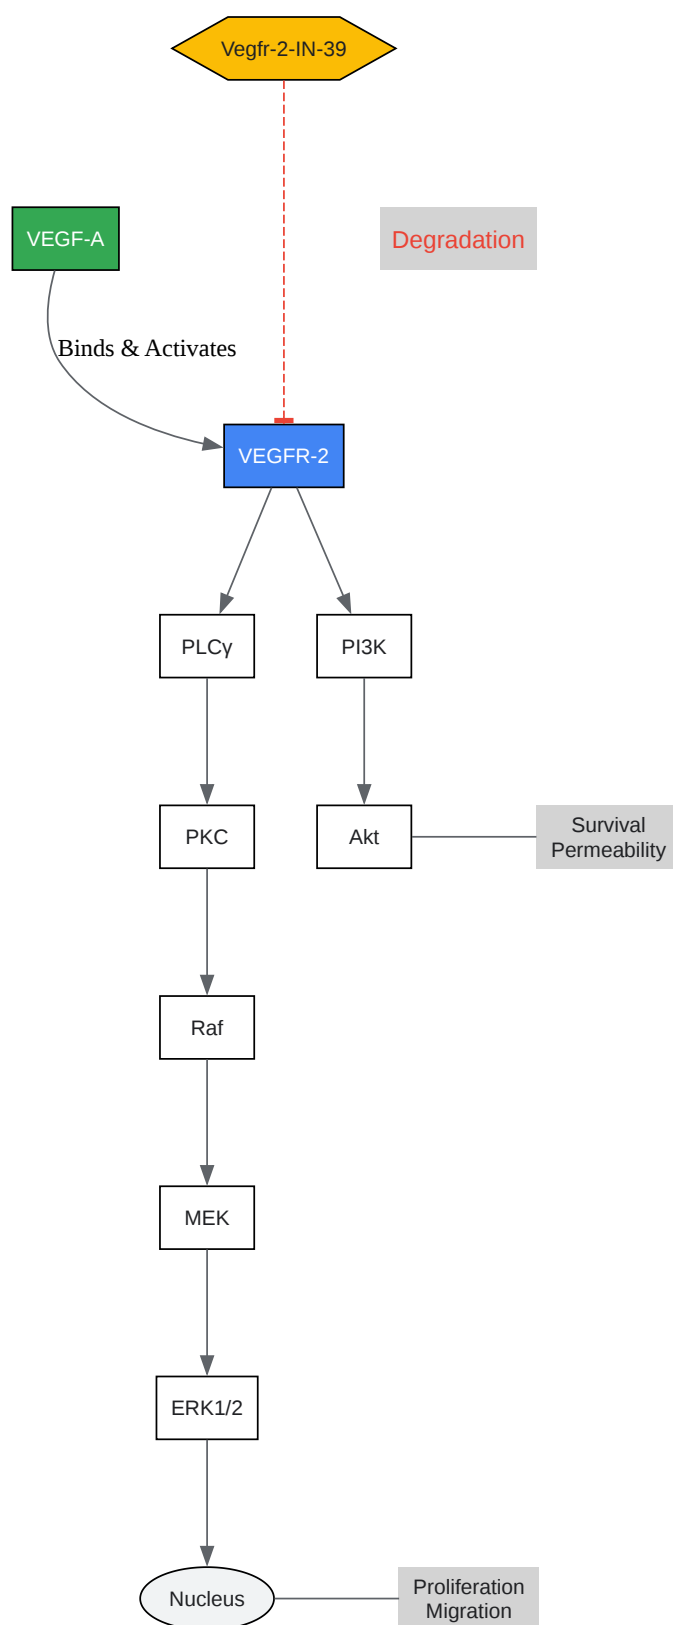 Vegfr-2-IN-39
VEGF-A
Degradation
Binds & Activates
VEGFR-2
PLCγ
PI3K
PKC
Akt
Survival
Permeability
Raf
MEK
ERK1/2
Nucleus
Proliferation
Migration